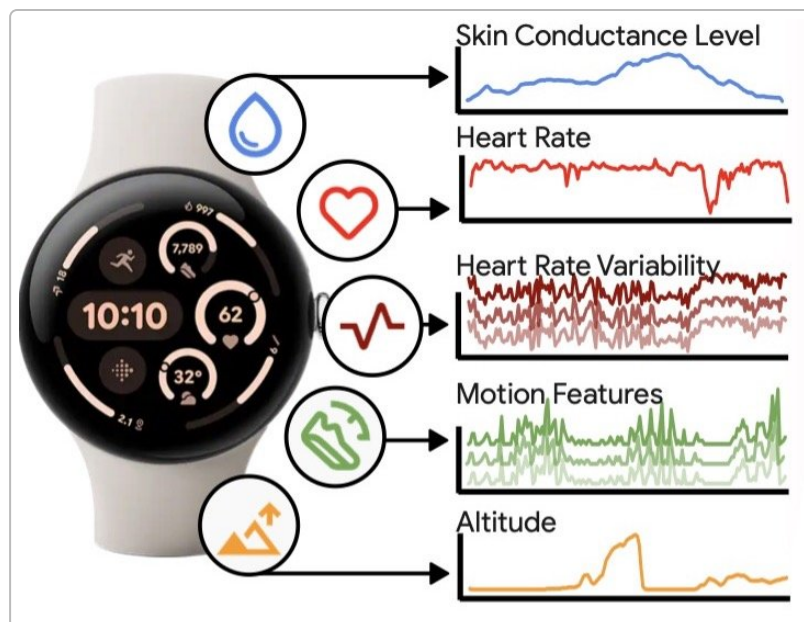 Skin Conductance Level
Heart Rate
Heart Rate Variability
Motion Features
Altitude
997
7,789
18
10:10
62
32°
2.1